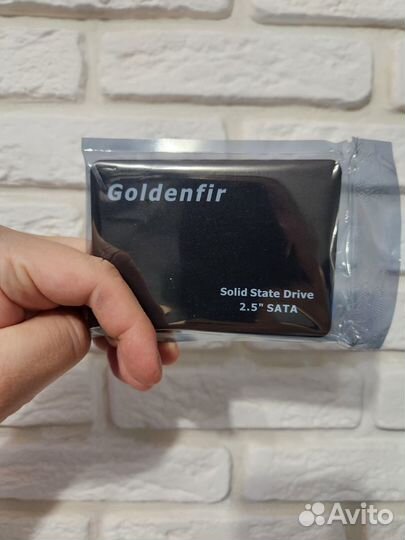 Goldenfir
Solid State Drive
2.5" SATA
Avito